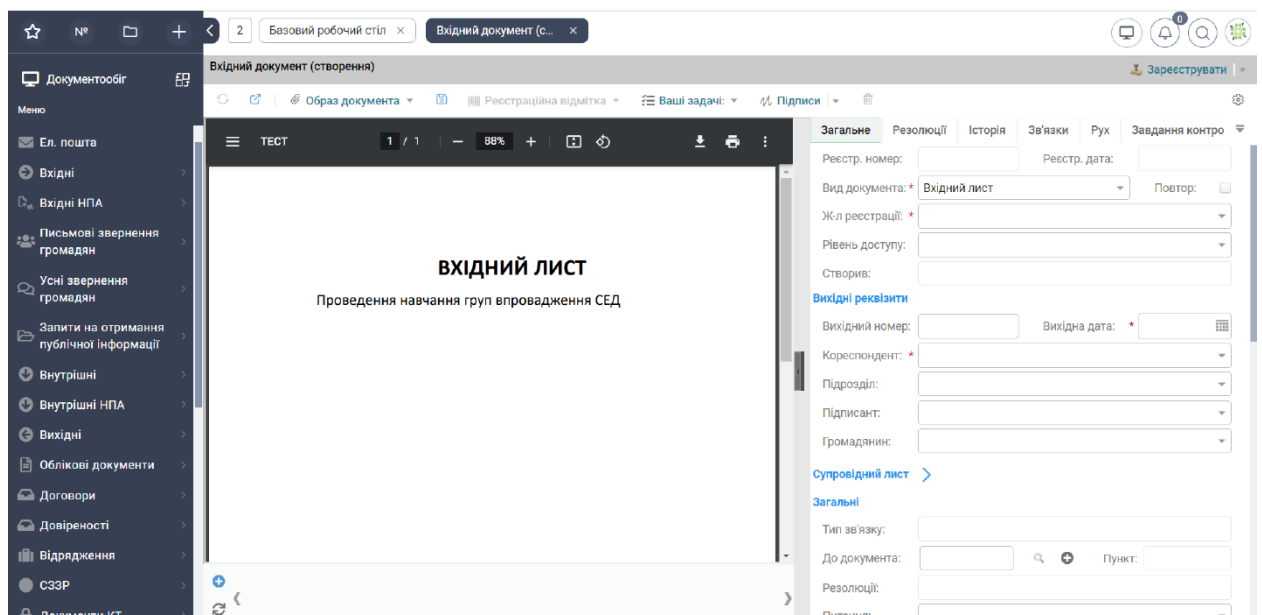 №
2
Базовий робочий стіл ×
Вхідний документ (с... ×
0
Документообіг
Меню
Ел. пошта
Вхідні
Вхідні НПА
Письмові звернення
громадян
Усні звернення
громадян
Запити на отримання
публічної інформації
Внутрішні
Внутрішні НПА
Вихідні
Облікові документи
Договори
Довіреності
Відрядження
СЗЗР
Документи КТ
Вхідний документ (створення)
Зареєструвати
Образ документа
Реєстраційна відмітка
Ваші задачі:
Підписи
ТЕСТ
1 / 1
88%
ВХІДНИЙ ЛИСТ
Проведення навчання груп впровадження СЕД
Загальне Резолюції Історія Зв'язки Рух Завдання контро
Реєстр. номер: Реєстр. дата:
Вид документа: * Вхідний лист Повтор:
Ж-л реєстрації: *
Рівень доступу:
Створив:
Вихідні реквізити
Вихідний номер: Вихідна дата: *
Кореспондент: *
Підрозділ:
Підписант:
Громадянин:
Супровідний лист
Загальні
Тип зв'язку:
До документа: Пункт:
Резолюції:
Питання: